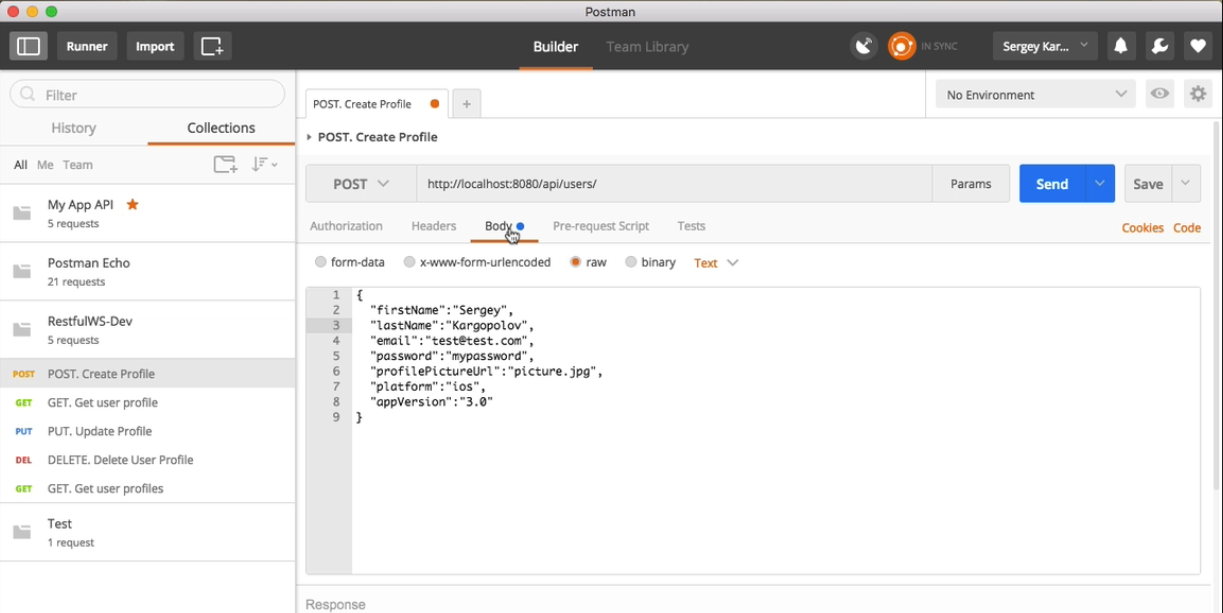 Postman
Runner
Import
Builder
Team Library
IN SYNC
Sergey Kar...
Filter
History
Collections
All Me Team
My App API
5 requests
Postman Echo
21 requests
RestfulWS-Dev
5 requests
POST POST. Create Profile
GET GET. Get user profile
PUT PUT. Update Profile
DEL DELETE. Delete User Profile
GET GET. Get user profiles
Test
1 request
POST. Create Profile
+
No Environment
POST. Create Profile
POST
http://localhost:8080/api/users/
Params
Send
Save
Authorization
Headers
Body
Pre-request Script
Tests
Cookies
Code
form-data
x-www-form-urlencoded
raw
binary
Text
1 {
2 "firstName":"Sergey",
3 "lastName":"Kargopolov",
4 "email":"test@test.com",
5 "password":"mypassword",
6 "profilePictureUrl":"picture.jpg",
7 "platform":"ios",
8 "appVersion":"3.0"
9 }
Response